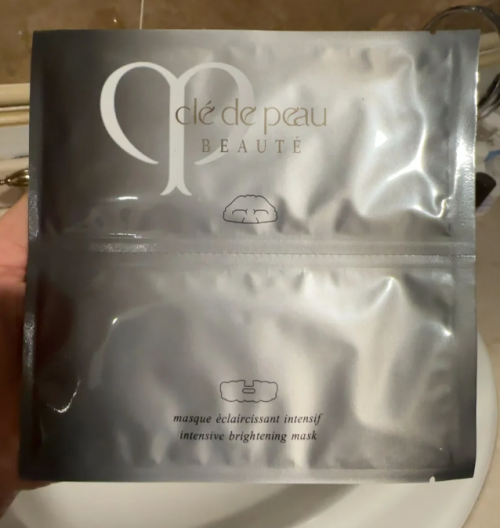 clé de peau
BEAUTÉ
masque éclaircissant intensif
intensive brightening mask